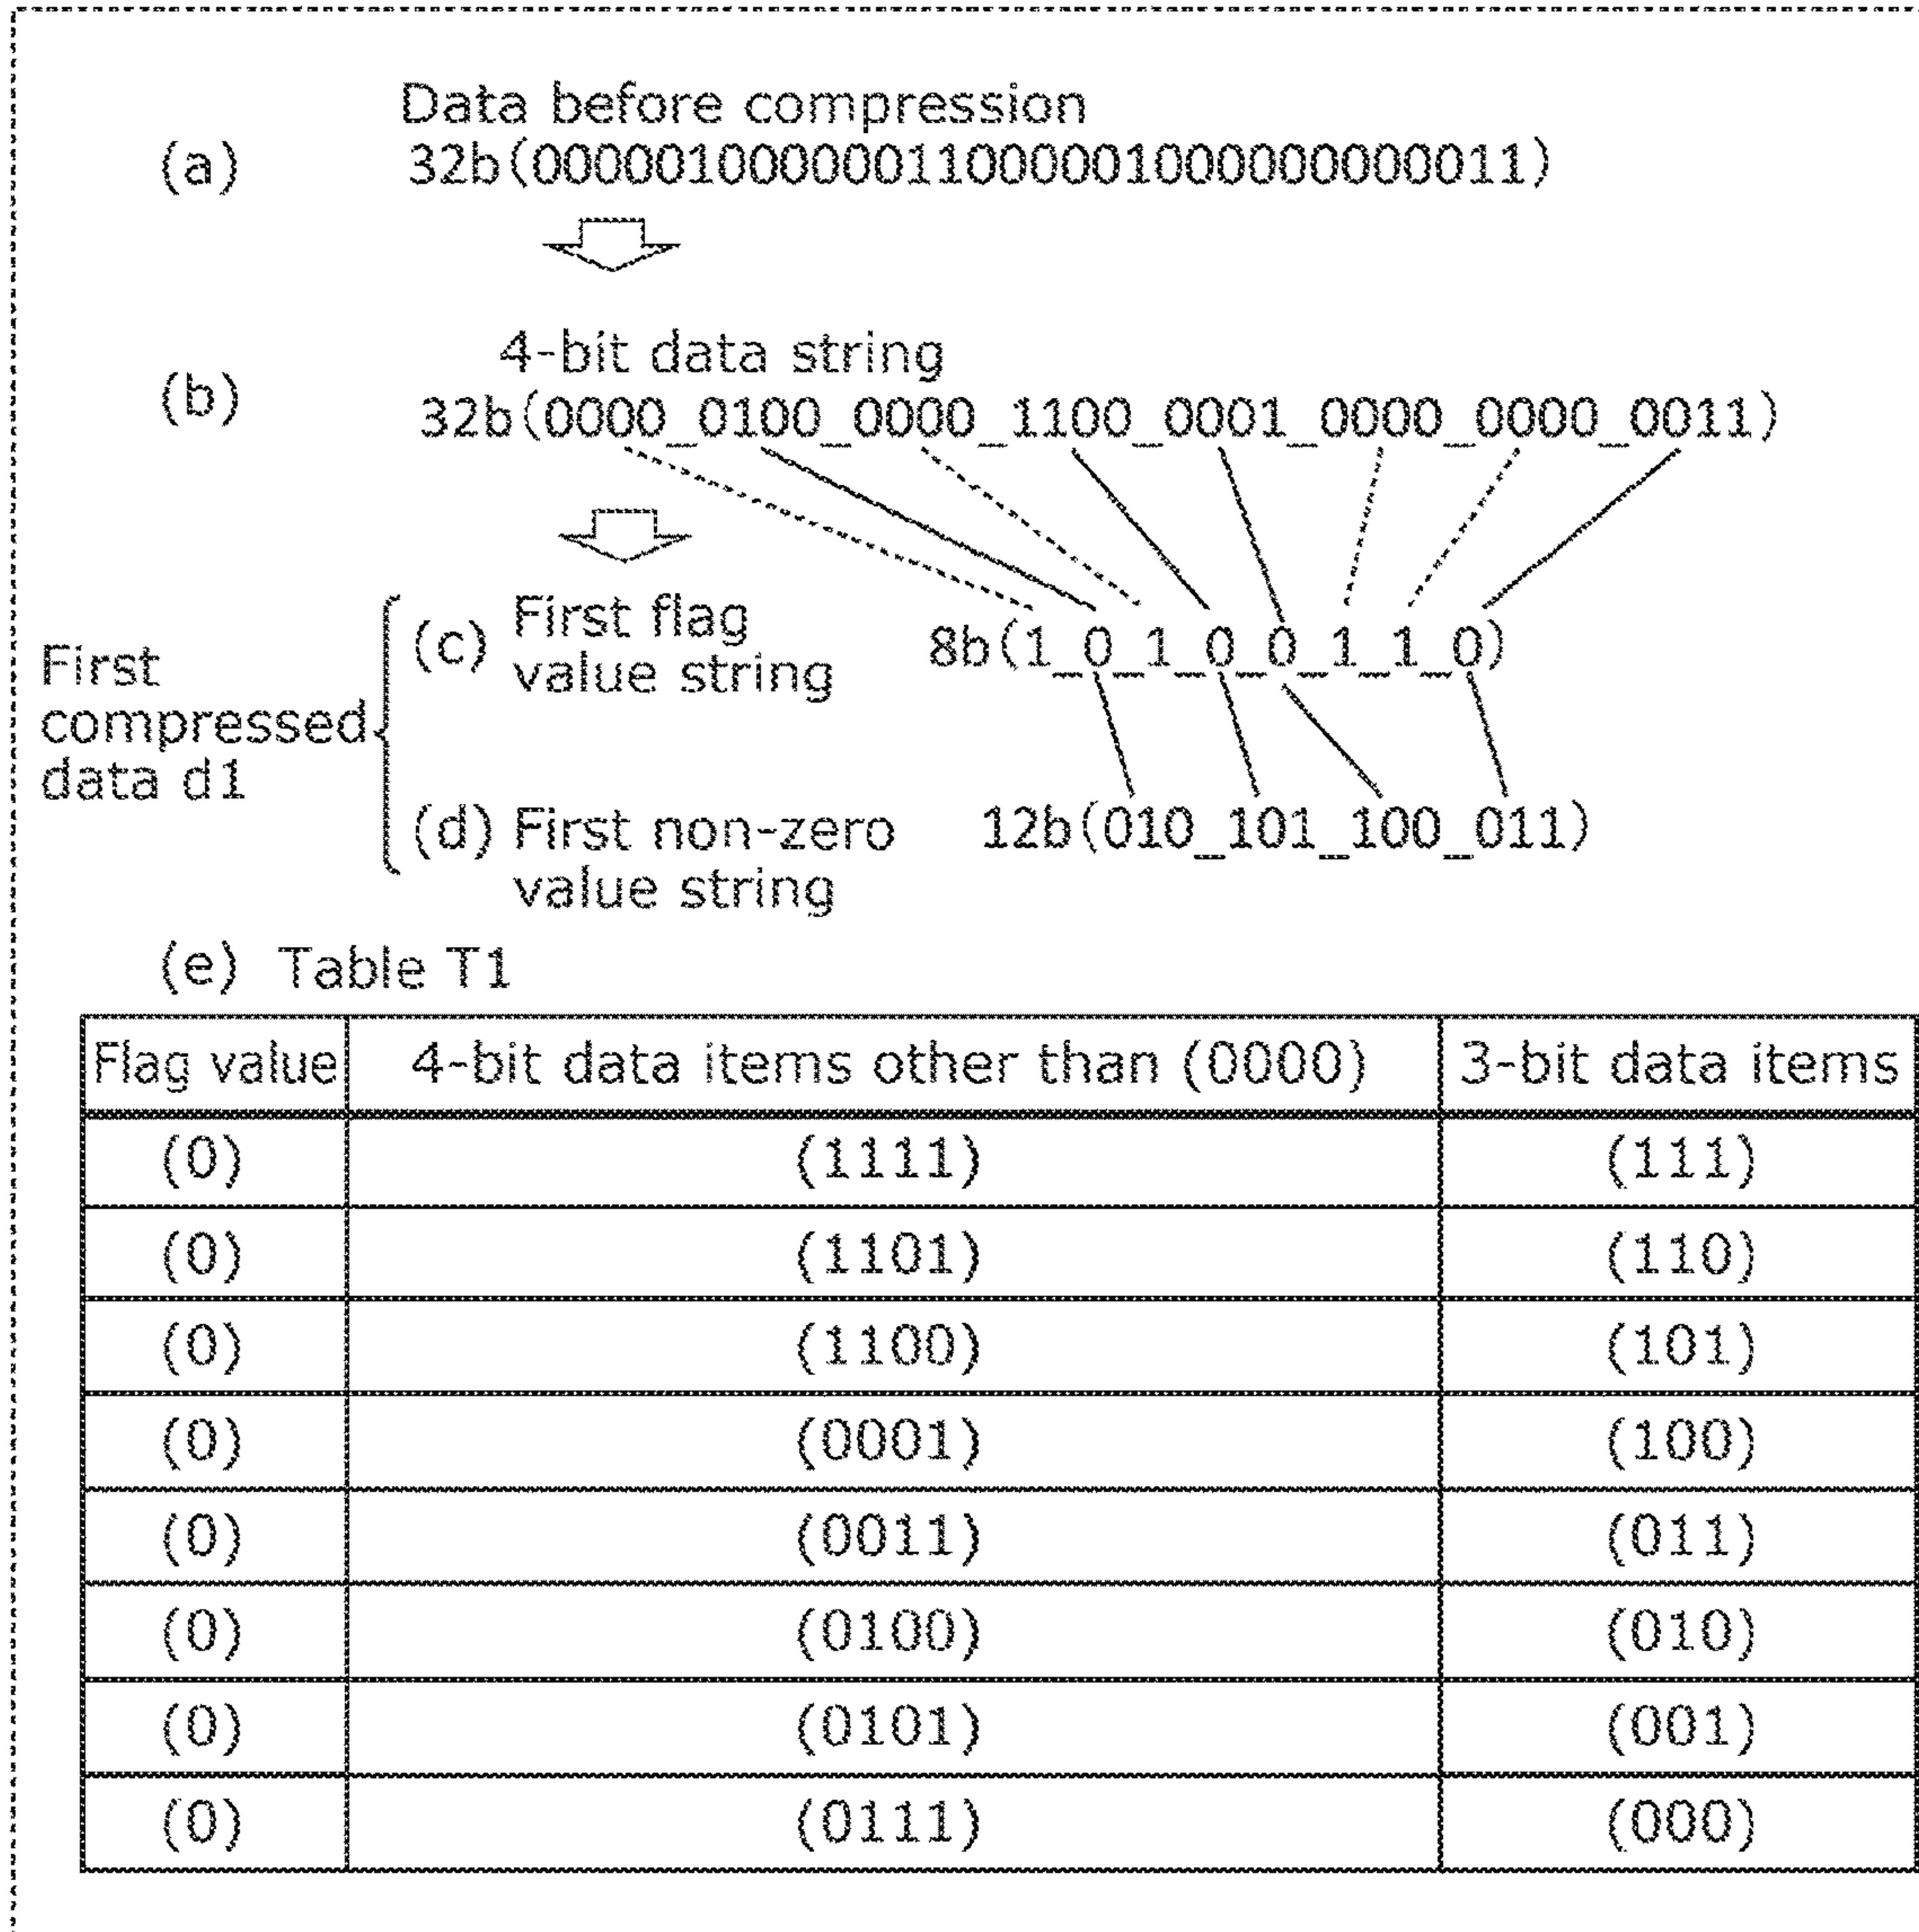 Data before compression
(a) 32b(00000100000011000001000000000011)
4-bit data string
(b) 32b(0000_0100_0000_1100_0001_0000_0000_0011)
First
compressed
data d1
(c) First flag
value string
8b(1_0_1_0_0_1_1_0)
(d) First non-zero
value string
12b(010_101_100_011)
(e) Table T1
Flag value 4-bit data items other than (0000) 3-bit data items
(0) (1111) (111)
(0) (1101) (110)
(0) (1100) (101)
(0) (0001) (100)
(0) (0011) (011)
(0) (0100) (010)
(0) (0101) (001)
(0) (0111) (000)